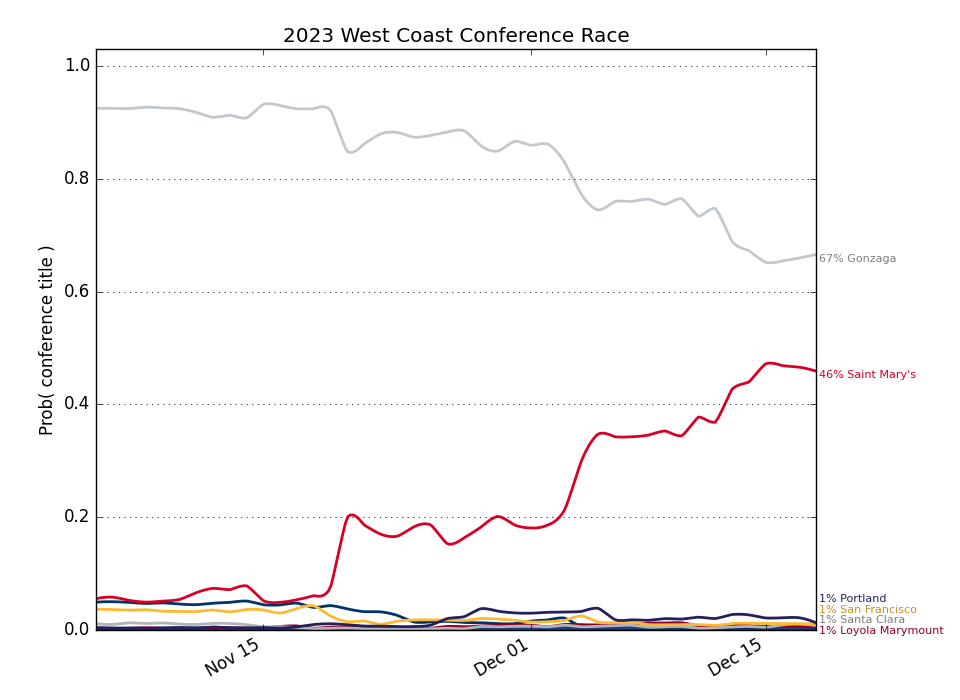 2023 West Coast Conference Race
1.0
0.8
0.6
0.4
0.2
0.0
Prob( conference title )
Nov 15
Dec 01
Dec 15
67% Gonzaga
46% Saint Mary's
1% Portland
1% San Francisco
1% Santa Clara
1% Loyola Marymount